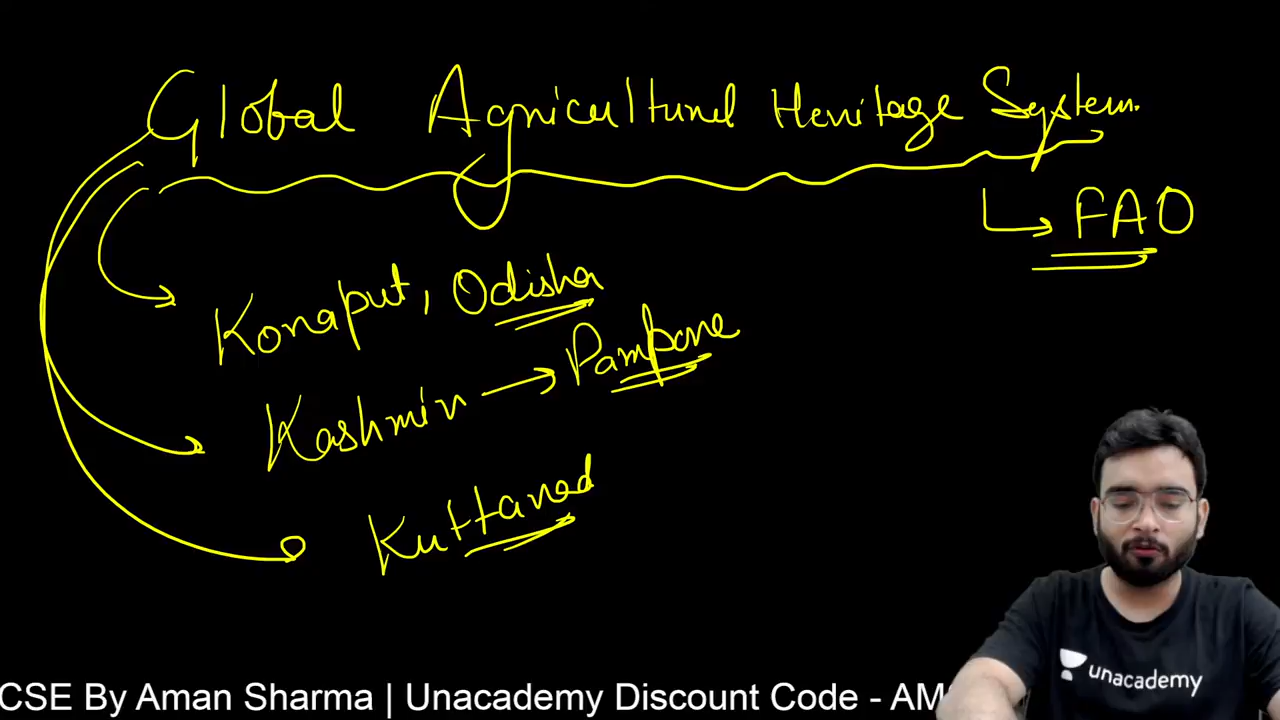 Global Agricultural Heritage System.
FAO
Koraput, Odisha
Kashmir → Pampore
Kuttanad
unacademy
CSE By Aman Sharma | Unacademy Discount Code - AM